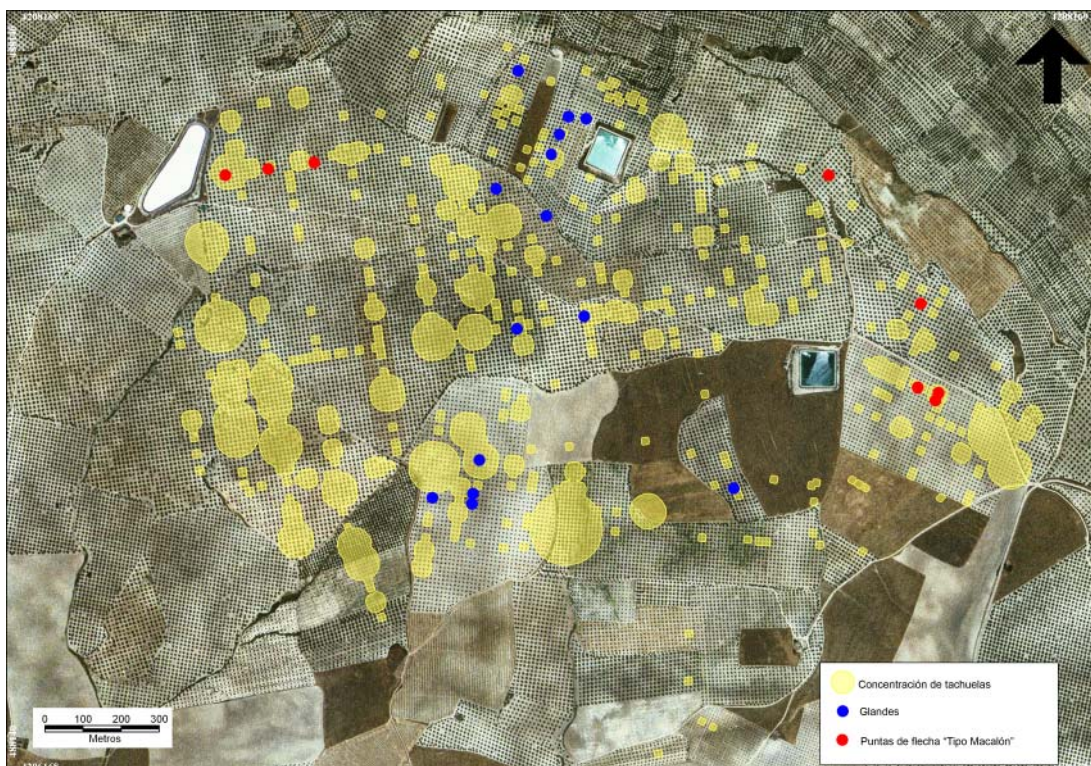 Concentración de tachuelas
Glandes
Puntas de flecha "Tipo Macalón"
0 100 200 300
Metros